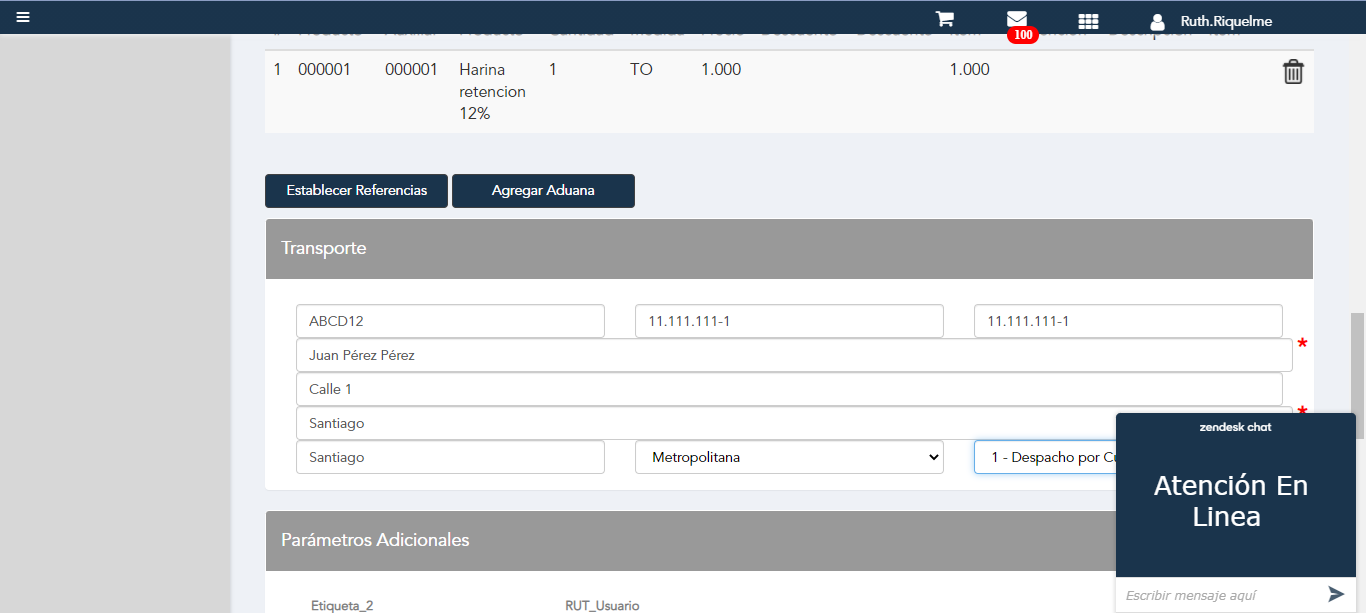 Ruth.Riquelme
100
1 000001 000001 Harina 1 TO 1.000 1.000
retencion
12%
Establecer Referencias Agregar Aduana
Transporte
ABCD12 11.111.111-1 11.111.111-1
*
Juan Pérez Pérez
Calle 1
*
Santiago
Santiago Metropolitana 1 - Despacho por
zendesk chat
Atención En
Linea
Parámetros Adicionales
Escribir mensaje aquí
Etiqueta_2 RUT_Usuario